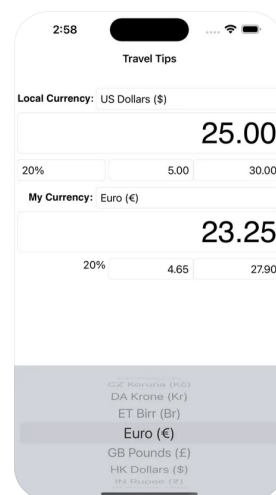 2:58
Travel Tips
Local Currency: US Dollars ($)
25.00
20% 5.00 30.00
My Currency: Euro (€)
23.25
20% 4.65 27.90
CZ Koruna (Kč)
DA Krone (Kr)
ET Birr (Br)
Euro (€)
GB Pounds (£)
HK Dollars ($)
IN Rupee (₹)